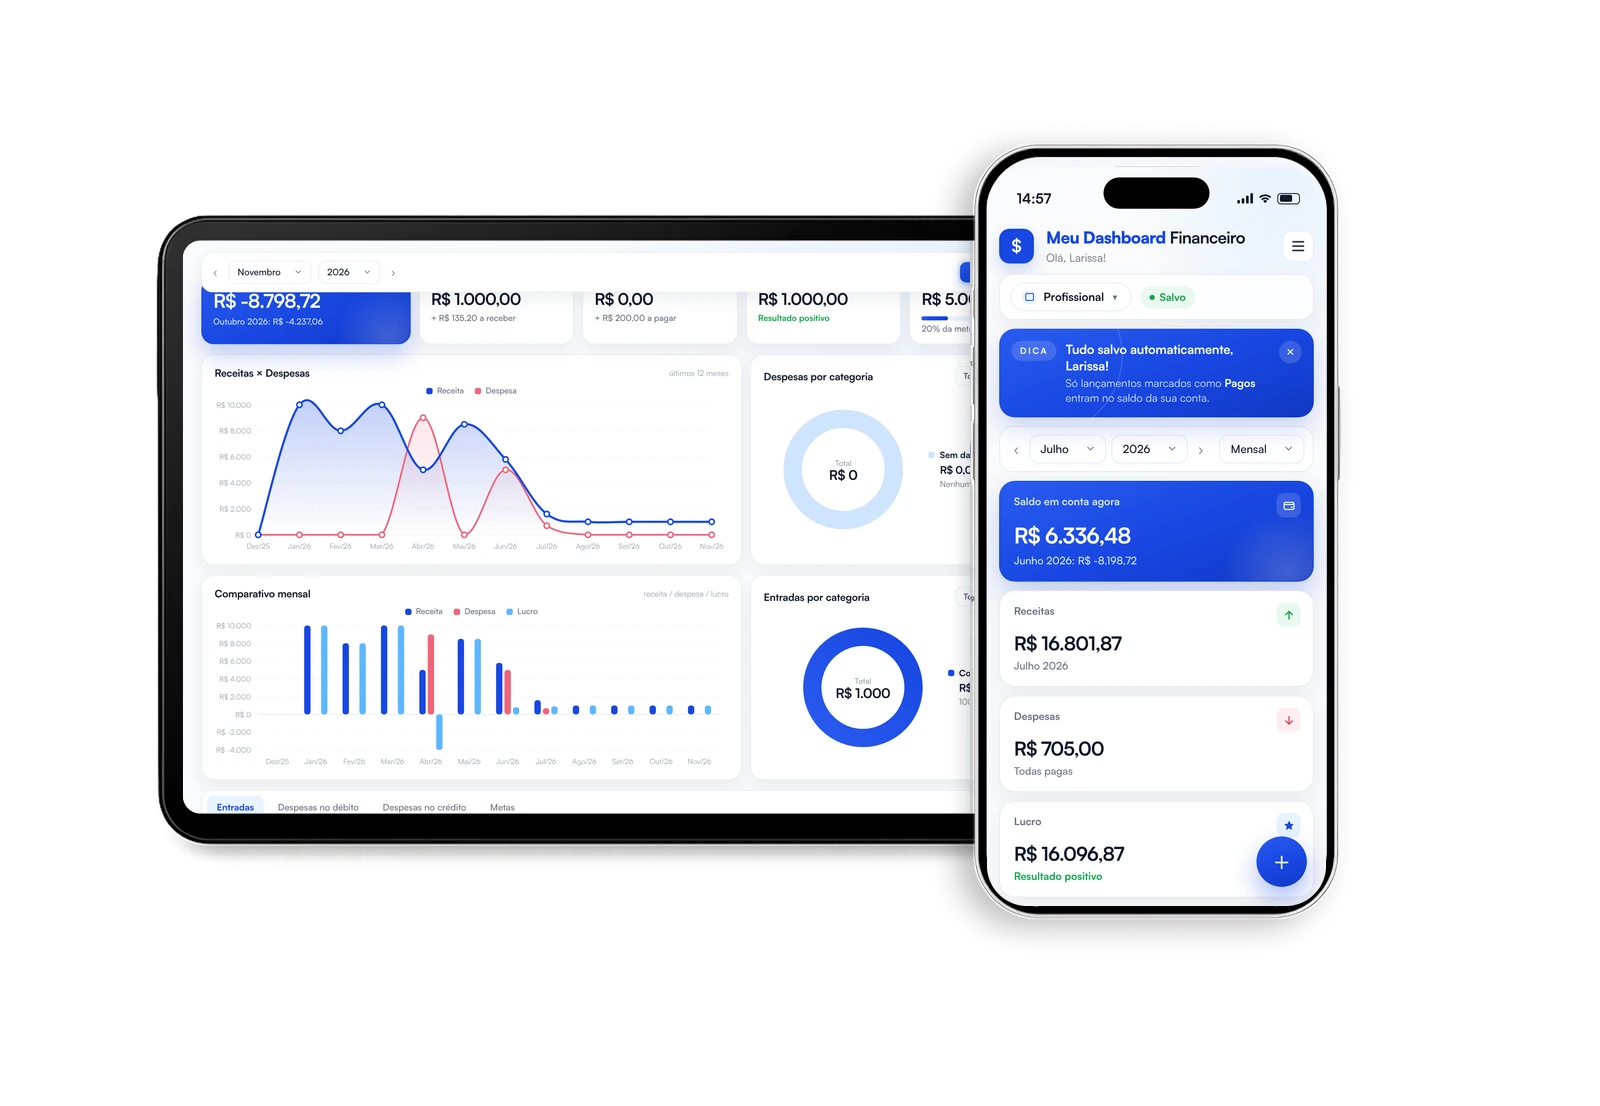 Novembro
2026
R$ -8.798,72
Outubro 2026: R$ -4.237,06
R$ 1.000,00
+ R$ 135,20 a receber
R$ 0,00
+ R$ 200,00 a pagar
R$ 1.000,00
Resultado positivo
R$ 5.0
20% da meta
Receitas × Despesas
últimos 12 meses
Receita
Despesa
R$ 10.000
R$ 8.000
R$ 6.000
R$ 4.000
R$ 2.000
R$ 0
Dez/25 Jan/26 Fev/26 Mar/26 Abr/26 Mai/26 Jun/26 Jul/26 Ago/26 Set/26 Out/26 Nov/26
Despesas por categoria
Total
R$ 0
Sem da
R$ 0,0
Nenhum
Comparativo mensal
receita / despesa / lucro
Receita
Despesa
Lucro
R$ 10.000
R$ 8.000
R$ 6.000
R$ 4.000
R$ 2.000
R$ 0
R$ -2.000
R$ -4.000
Dez/25 Jan/26 Fev/26 Mar/26 Abr/26 Mai/26 Jun/26 Jul/26 Ago/26 Set/26 Out/26 Nov/26
Entradas por categoria
Total
R$ 1.000
Co
R$
100
Entradas
Despesas no débito
Despesas no crédito
Metas
14:57
$
Meu Dashboard Financeiro
Olá, Larissa!
Profissional
Salvo
DICA
Tudo salvo automaticamente,
Larissa!
Só lançamentos marcados como Pagos
entram no saldo da sua conta.
Julho
2026
Mensal
Saldo em conta agora
R$ 6.336,48
Junho 2026: R$ -8.198,72
Receitas
R$ 16.801,87
Julho 2026
Despesas
R$ 705,00
Todas pagas
Lucro
R$ 16.096,87
Resultado positivo